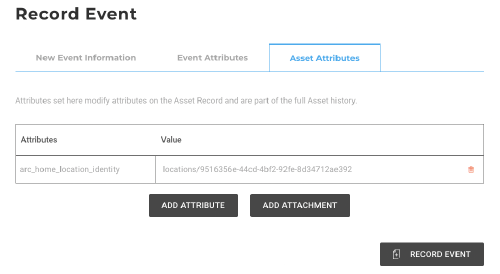 Record Event
New Event Information Event Attributes Asset Attributes
Attributes set here modify attributes on the Asset Record and are part of the full Asset history.
Attributes Value
arc_home_location_identity locations/9516356e-44cd-4bf2-92fe-8d34712ae392
ADD ATTRIBUTE ADD ATTACHMENT
RECORD EVENT